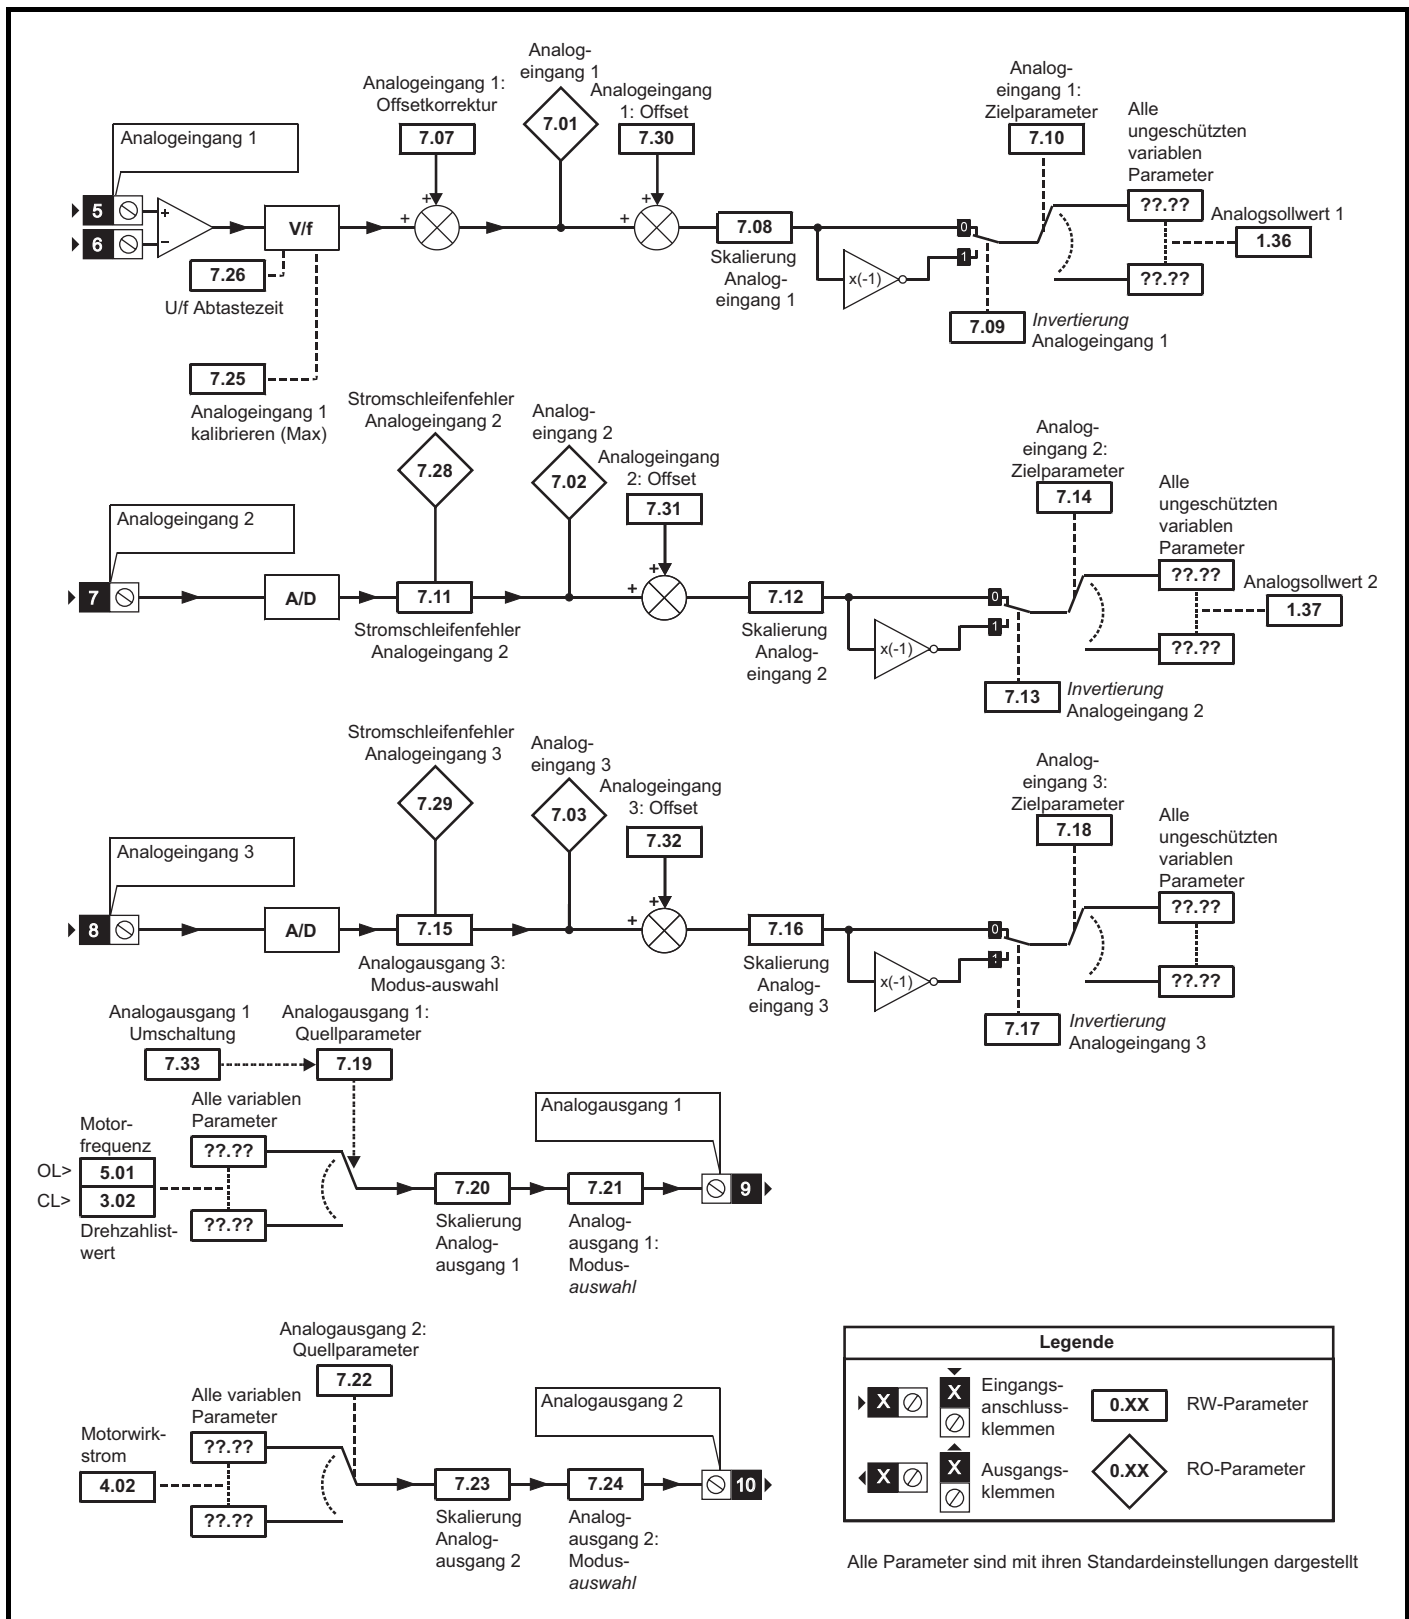 Analogeingang 1
5
6
+
−
V/f
7.26
U/f Abtastezeit
7.25
Analogeingang 1
kalibrieren (Max)
Analogeingang 1:
Offsetkorrektur
7.07
+
+
Analog-
eingang 1
7.01
Analogeingang
1: Offset
7.30
+
+
7.08
Skalierung
Analog-
eingang 1
x(-1)
0
1
7.09
Invertierung
Analogeingang 1
Analog-
eingang 1:
Zielparameter
7.10
Alle
ungeschützten
variablen
Parameter
??.??
??.??
Analogsollwert 1
1.36
Analogeingang 2
7
A/D
Stromschleifenfehler
Analogeingang 2
7.28
7.11
Stromschleifenfehler
Analogeingang 2
Analog-
eingang 2
7.02
Analogeingang
2: Offset
7.31
+
+
7.12
Skalierung
Analog-
eingang 2
x(-1)
0
1
7.13
Invertierung
Analogeingang 2
Analog-
eingang 2:
Zielparameter
7.14
Alle
ungeschützten
variablen
Parameter
??.??
??.??
Analogsollwert 2
1.37
Analogeingang 3
8
A/D
Stromschleifenfehler
Analogeingang 3
7.29
7.15
Analogausgang 3:
Modus-auswahl
Analog-
eingang 3
7.03
Analogeingang
3: Offset
7.32
+
+
7.16
Skalierung
Analog-
eingang 3
x(-1)
0
1
7.17
Invertierung
Analogeingang 3
Analog-
eingang 3:
Zielparameter
7.18
Alle
ungeschützten
variablen
Parameter
??.??
??.??
Analogausgang 1
Umschaltung
7.33
Analogausgang 1:
Quellparameter
7.19
Motor-
frequenz
OL>
5.01
CL>
3.02
Drehzahlist-
wert
Alle variablen
Parameter
??.??
??.??
7.20
Skalierung
Analog-
ausgang 1
7.21
Analog-
ausgang 1:
Modus-
auswahl
Analogausgang 1
9
Analogausgang 2:
Quellparameter
7.22
Motorwirk-
strom
4.02
Alle variablen
Parameter
??.??
??.??
7.23
Skalierung
Analog-
ausgang 2
7.24
Analog-
ausgang 2:
Modus-
auswahl
Analogausgang 2
10
Legende
X
X
Eingangs-
anschluss-
klemmen
0.XX
RW-Parameter
X
X
Ausgangs-
klemmen
0.XX
RO-Parameter
Alle Parameter sind mit ihren Standardeinstellungen dargestellt